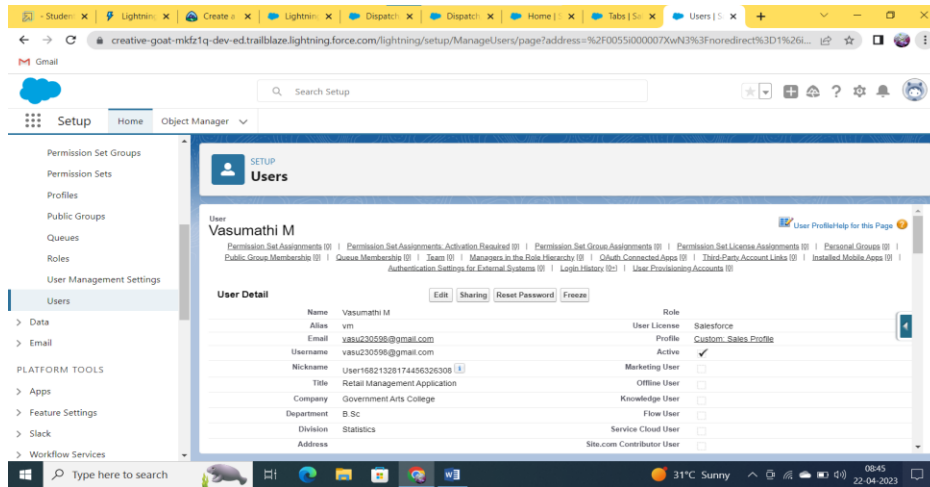 - Student
Lightning
Create a
Lightning
Dispatch
Dispatch
Home | S
Tabs | Sa
Users | S
creative-goat-mkfz1q-dev-ed.trailblaze.lightning.force.com/lightning/setup/ManageUsers/page?address=%2F0055i000007XwN3%3Fnoredirect%3D1%26i...
Gmail
Search Setup
Setup Home Object Manager
Permission Set Groups
Permission Sets
Profiles
Public Groups
Queues
Roles
User Management Settings
Users
> Data
> Email
PLATFORM TOOLS
> Apps
> Feature Settings
> Slack
> Workflow Services
SETUP
Users
User
Vasumathi M
User Profile Help for this Page
Permission Set Assignments [0] | Permission Set Assignments: Activation Required [0] | Permission Set Group Assignments [0] | Permission Set License Assignments [0] | Personal Groups [0] |
Public Group Membership [0] | Queue Membership [0] | Team [0] | Managers in the Role Hierarchy [0] | OAuth Connected Apps [0] | Third-Party Account Links [0] | Installed Mobile Apps [0] |
Authentication Settings for External Systems [0] | Login History [0+] | User Provisioning Accounts [0]
User Detail Edit Sharing Reset Password Freeze
Name Vasumathi M Role
Alias vm User License Salesforce
Email vasu230598@gmail.com Profile Custom: Sales Profile
Username vasu230598@gmail.com Active
Nickname User16821328174456326308 Marketing User
Title Retail Management Application Offline User
Company Government Arts College Knowledge User
Department B.Sc Flow User
Division Statistics Service Cloud User
Address Site.com Contributor User
Type here to search
31°C Sunny
08:45
22-04-2023